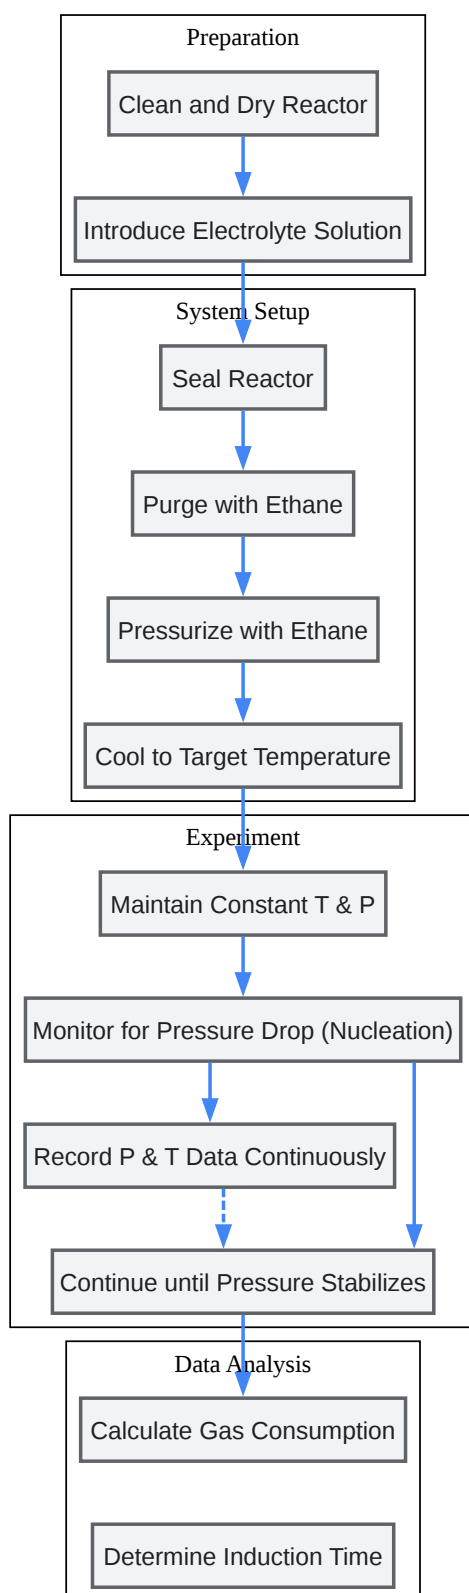 Preparation
Clean and Dry Reactor
Introduce Electrolyte Solution
System Setup
Seal Reactor
Purge with Ethane
Pressurize with Ethane
Cool to Target Temperature
Experiment
Maintain Constant T & P
Monitor for Pressure Drop (Nucleation)
Record P & T Data Continuously
Continue until Pressure Stabilizes
Data Analysis
Calculate Gas Consumption
Determine Induction Time